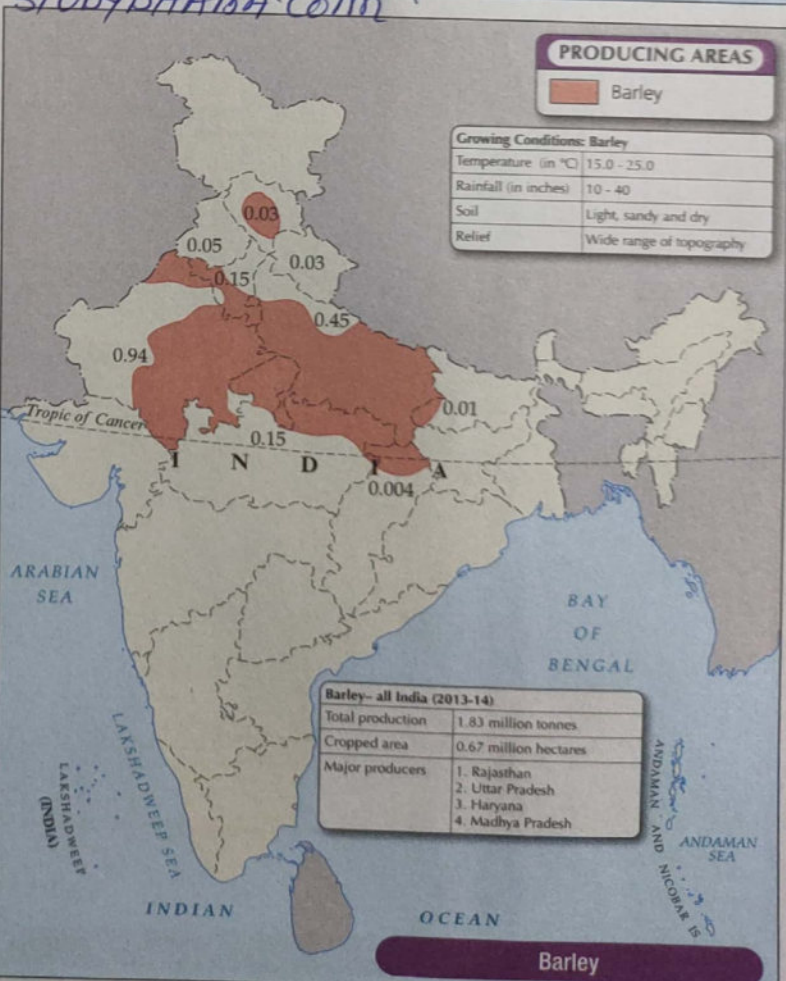 STUDYDHABA COM
PRODUCING AREAS
Barley
Growing Conditions: Barley
Temperature (in °C) 15.0 - 25.0
Rainfall (in inches) 10 - 40
Soil Light, sandy and dry
Relief Wide range of topography
0.03
0.05
0.03
0.15
0.45
0.94
0.01
Tropic of Cancer
0.15
I N D I A
0.004
ARABIAN
SEA
BAY
OF
BENGAL
Barley– all India (2013-14)
Total production 1.83 million tonnes
Cropped area 0.67 million hectares
Major producers 1. Rajasthan
2. Uttar Pradesh
3. Haryana
4. Madhya Pradesh
LAKSHADWEEP SEA
LAKSHADWEEP
(INDIA)
ANDAMAN AND NICOBAR IS
ANDAMAN
SEA
INDIAN OCEAN
Barley